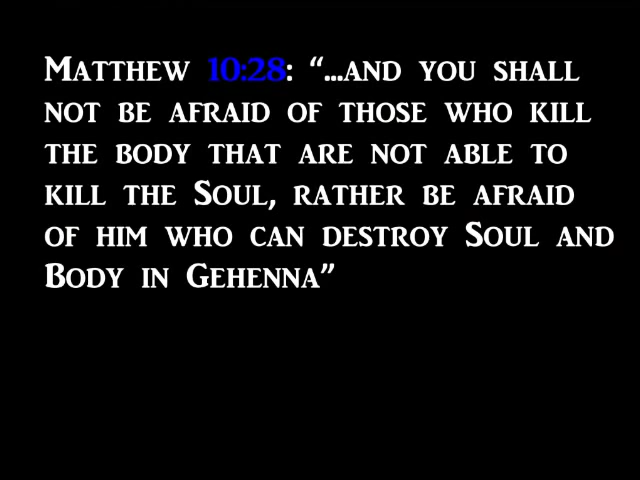 Matthew 10:28: “...and you shall
not be afraid of those who kill
the body that are not able to
kill the Soul, rather be afraid
of him who can destroy Soul and
Body in Gehenna”